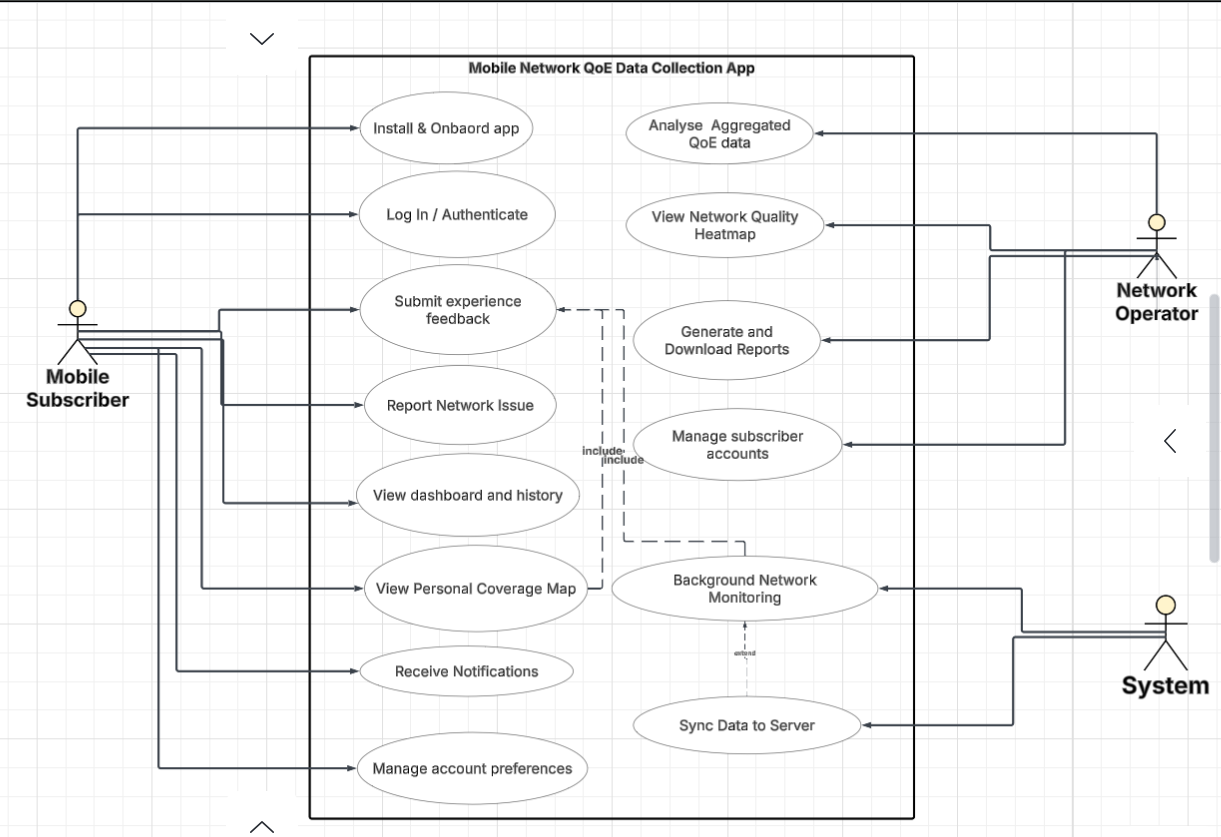 Mobile Network QoE Data Collection App
Install & Onbaord app
Log In / Authenticate
Submit experience
feedback
Report Network Issue
View dashboard and history
View Personal Coverage Map
Receive Notifications
Manage account preferences
Mobile
Subscriber
include
include
Analyse Aggregated
QoE data
View Network Quality
Heatmap
Generate and
Download Reports
Manage subscriber
accounts
Background Network
Monitoring
extend
Sync Data to Server
Network
Operator
System